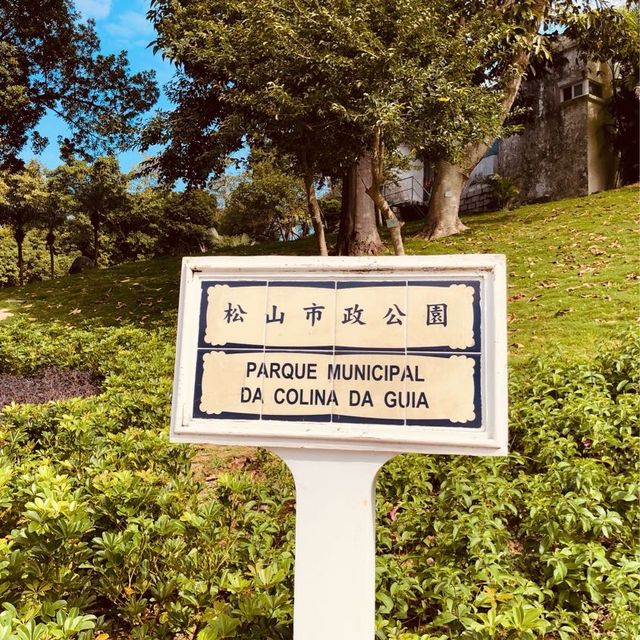 松山市政公園
PARQUE MUNICIPAL
DA COLINA DA GUIA